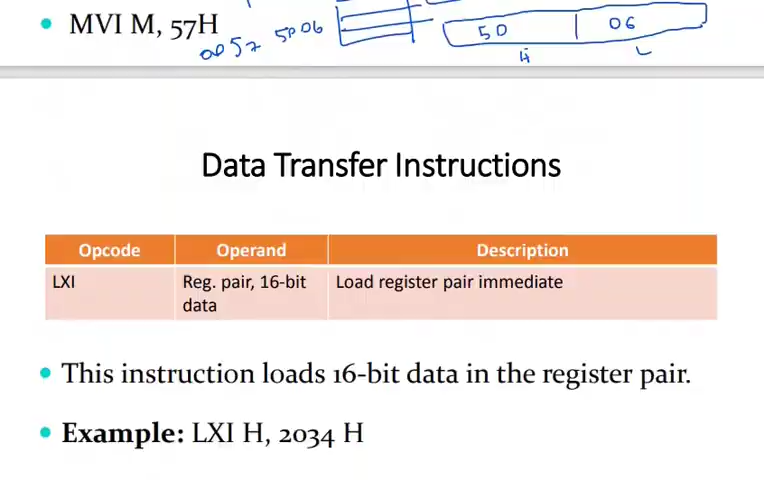 MVI M, 57H
5006
50 06
H L
Data Transfer Instructions
Opcode Operand Description
LXI Reg. pair, 16-bit Load register pair immediate
data
This instruction loads 16-bit data in the register pair.
Example: LXI H, 2034 H